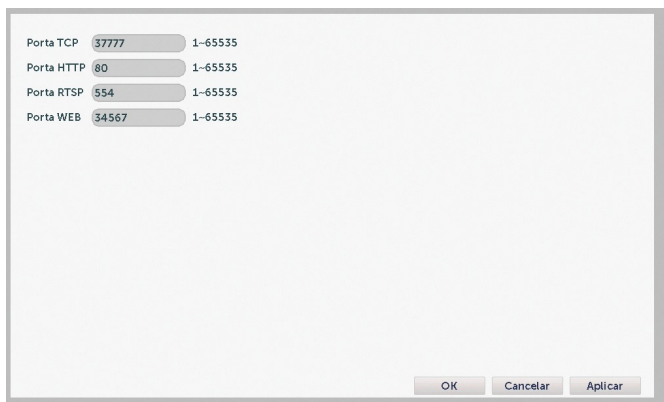 Porta TCP 37777 1~65535
Porta HTTP 80 1~65535
Porta RTSP 554 1~65535
Porta WEB 34567 1~65535
OK Cancelar Aplicar